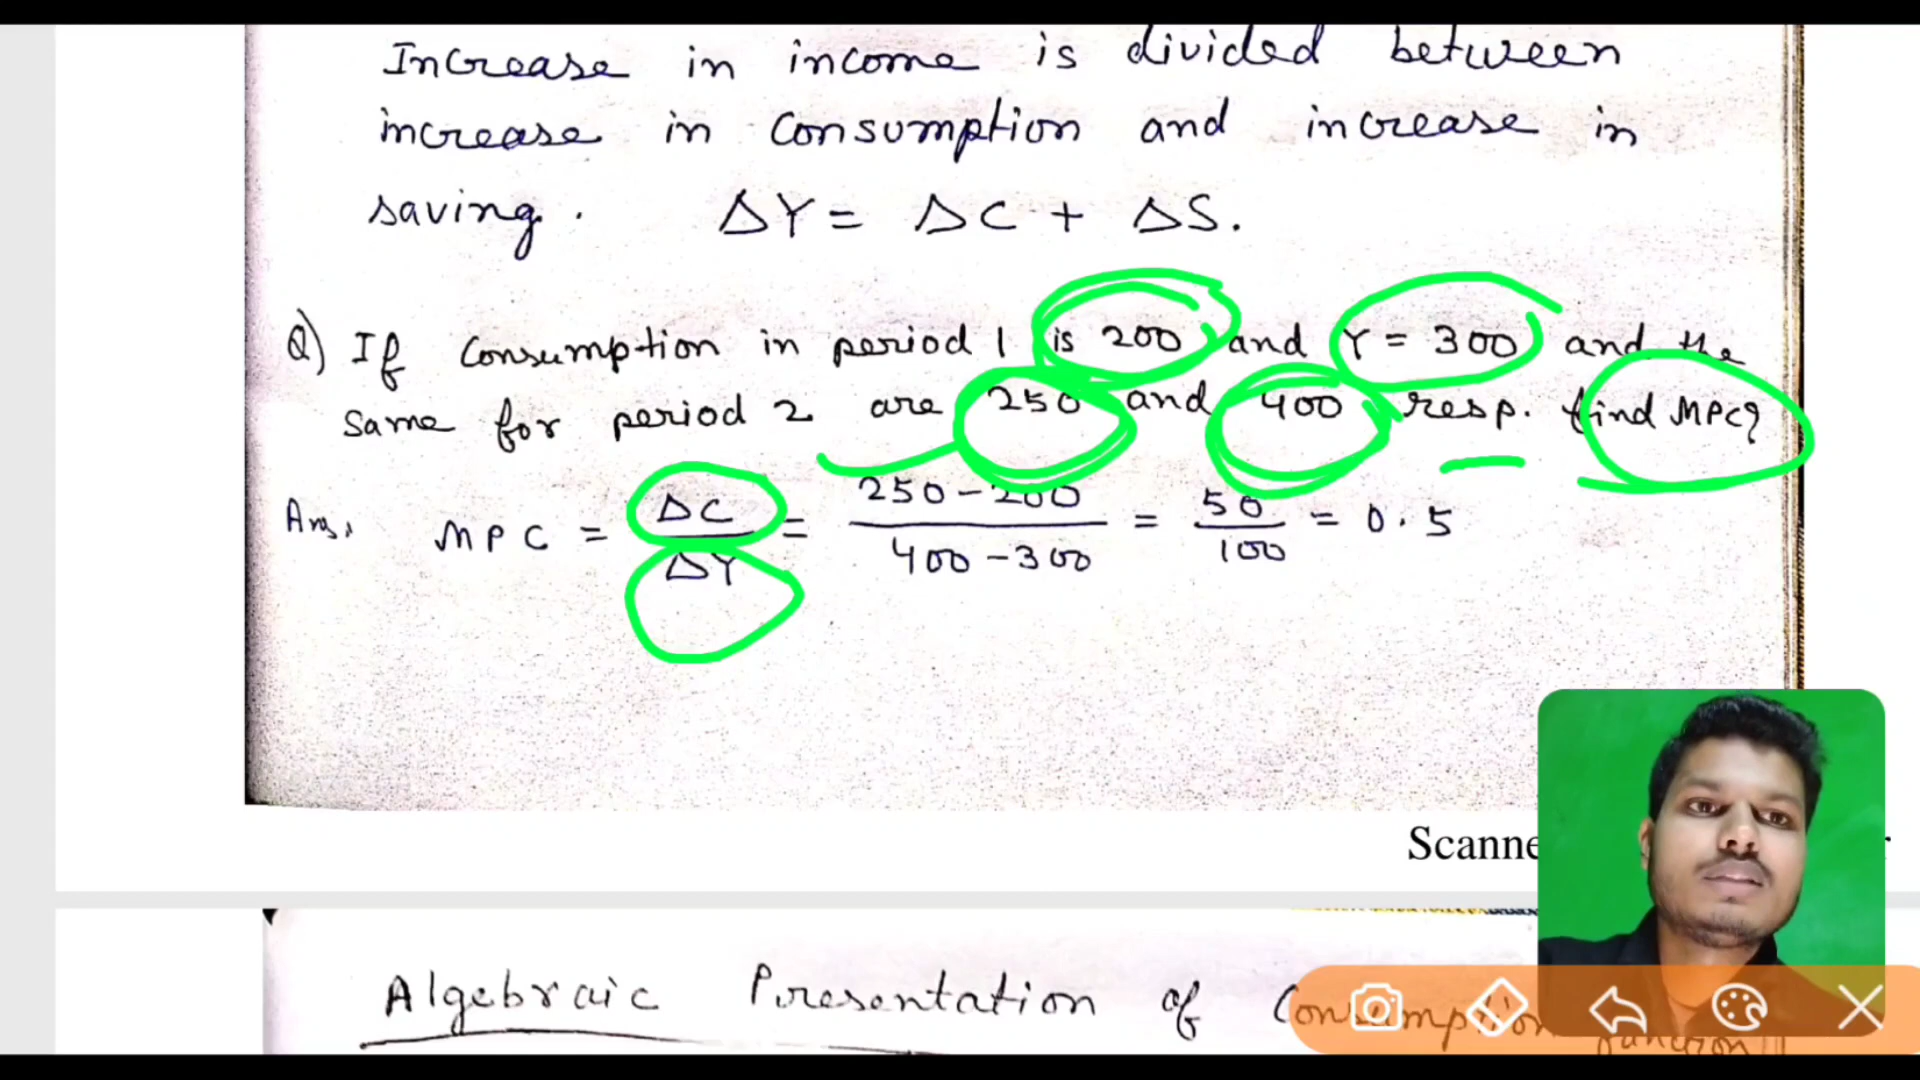 Increase in income is divided between
increase in consumption and increase in
saving. ΔY = ΔC + ΔS.
Q) If consumption in period 1 is 200 and Y = 300 and the
same for period 2 are 250 and 400 resp. find MPC?
Ans. MPC = ΔC/ΔY = 250-200/400-300 = 50/100 = 0.5
Scanne
Algebraic Presentation of Consumption function